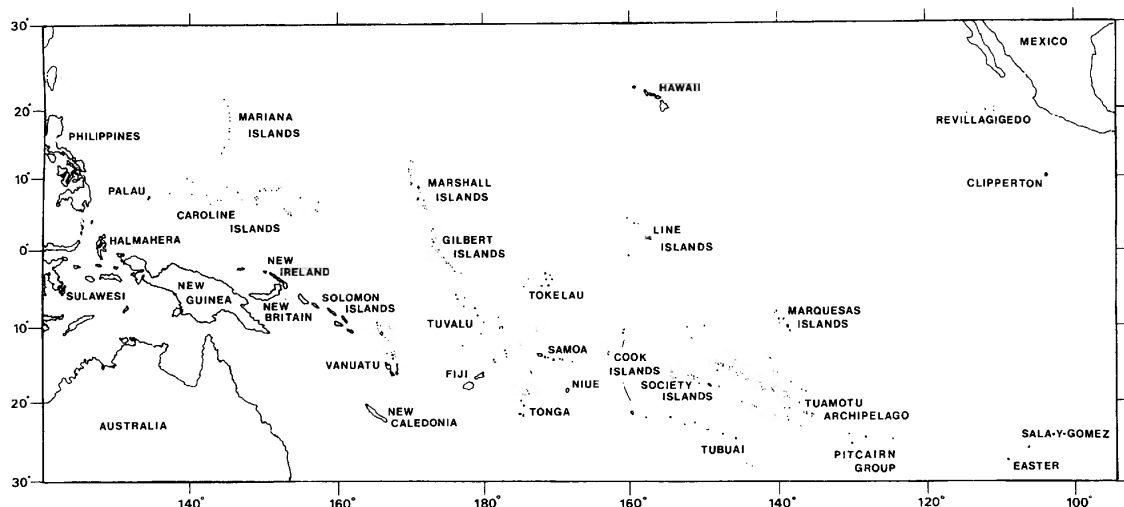 30°
20°
10°
0°
10°
20°
30°
MEXICO
HAWAII
REVILLAGIGEDO
MARIANA
ISLANDS
PHILIPPINES
CLIPPERTON
PALAU
MARSHALL
ISLANDS
CAROLINE
ISLANDS
LINE
ISLANDS
HALMAHERA
GILBERT
ISLANDS
NEW
IRELAND
SULAWESI
NEW
GUINEA
NEW
BRITAIN
SOLOMON
ISLANDS
TOKELAU
MARQUESAS
ISLANDS
TUVALU
VANUATU
FIJI
SAMOA
COOK
ISLANDS
NIUE
SOCIETY
ISLANDS
TUAMOTU
ARCHIPELAGO
NEW
CALEDONIA
TONGA
AUSTRALIA
TUBUAI
PITCAIRN
GROUP
SALA-Y-GOMEZ
EASTER
140° 160° 180° 160° 140° 120° 100°